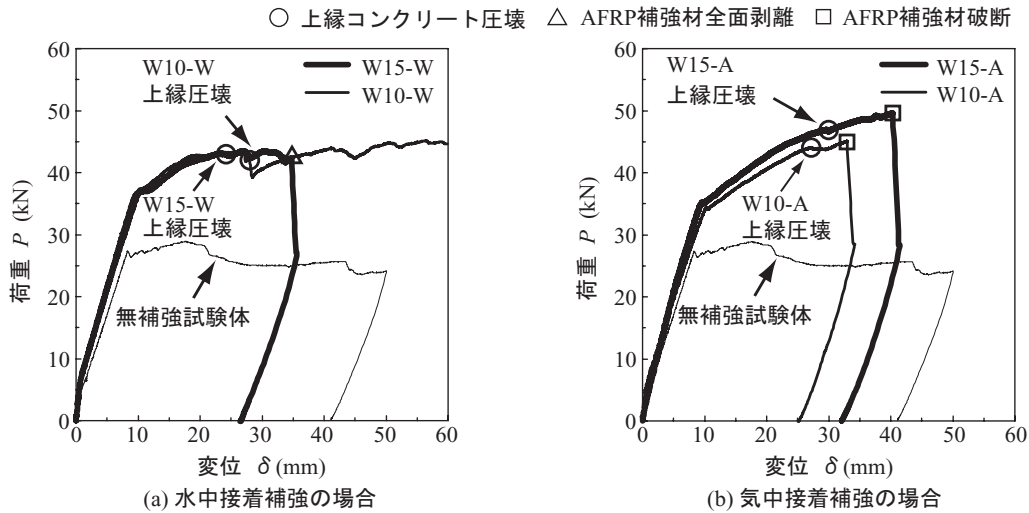 ○ 上縁コンクリート圧壊 △ AFRP補強材全面剥離 □ AFRP補強材破断
60
50
40
30
20
10
0
荷重 P (kN)
W10-W
上縁圧壊
W15-W
W10-W
W15-W
上縁圧壊
無補強試験体
0 10 20 30 40 50 60
変位 δ (mm)
(a) 水中接着補強の場合
60
50
40
30
20
10
0
荷重 P (kN)
W15-A
上縁圧壊
W15-A
W10-A
W10-A
上縁圧壊
無補強試験体
0 10 20 30 40 50 60
変位 δ (mm)
(b) 気中接着補強の場合